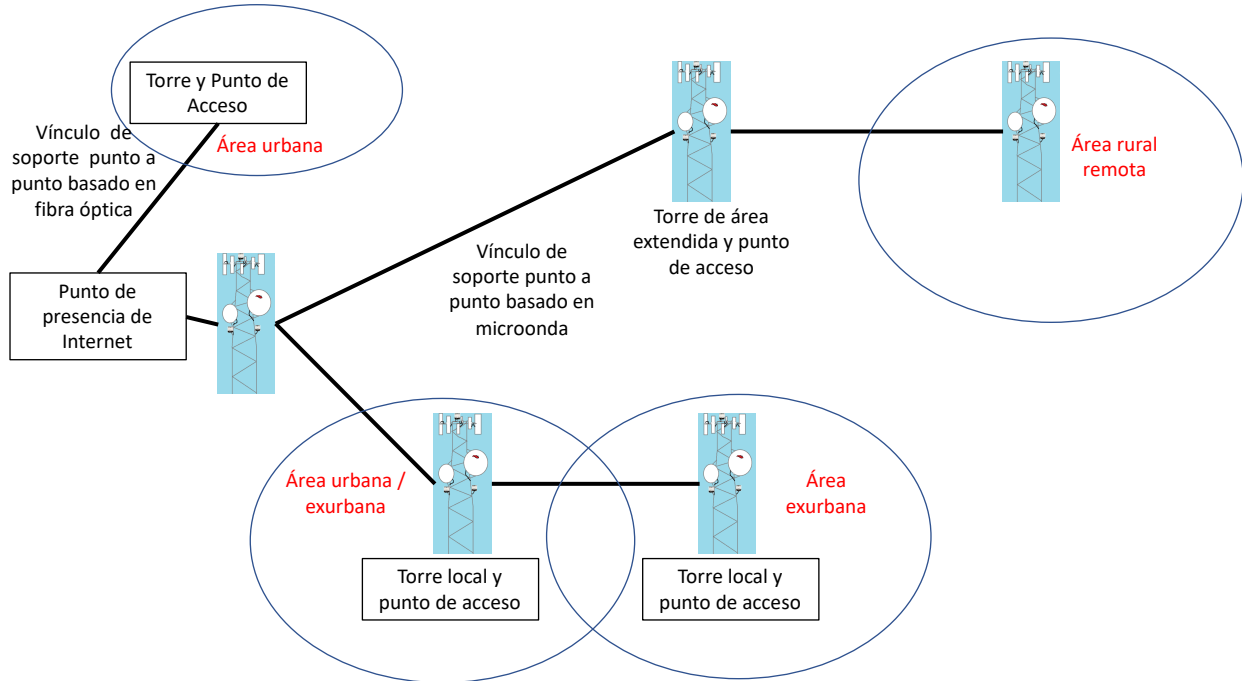 Torre y Punto de
Acceso
Área urbana
Vínculo de
soporte punto a
punto basado en
fibra óptica
Punto de
presencia de
Internet
Vínculo de
soporte punto a
punto basado en
microonda
Torre de área
extendida y punto
de acceso
Área rural
remota
Área urbana /
exurbana
Torre local y
punto de acceso
Área
exurbana
Torre local y
punto de acceso